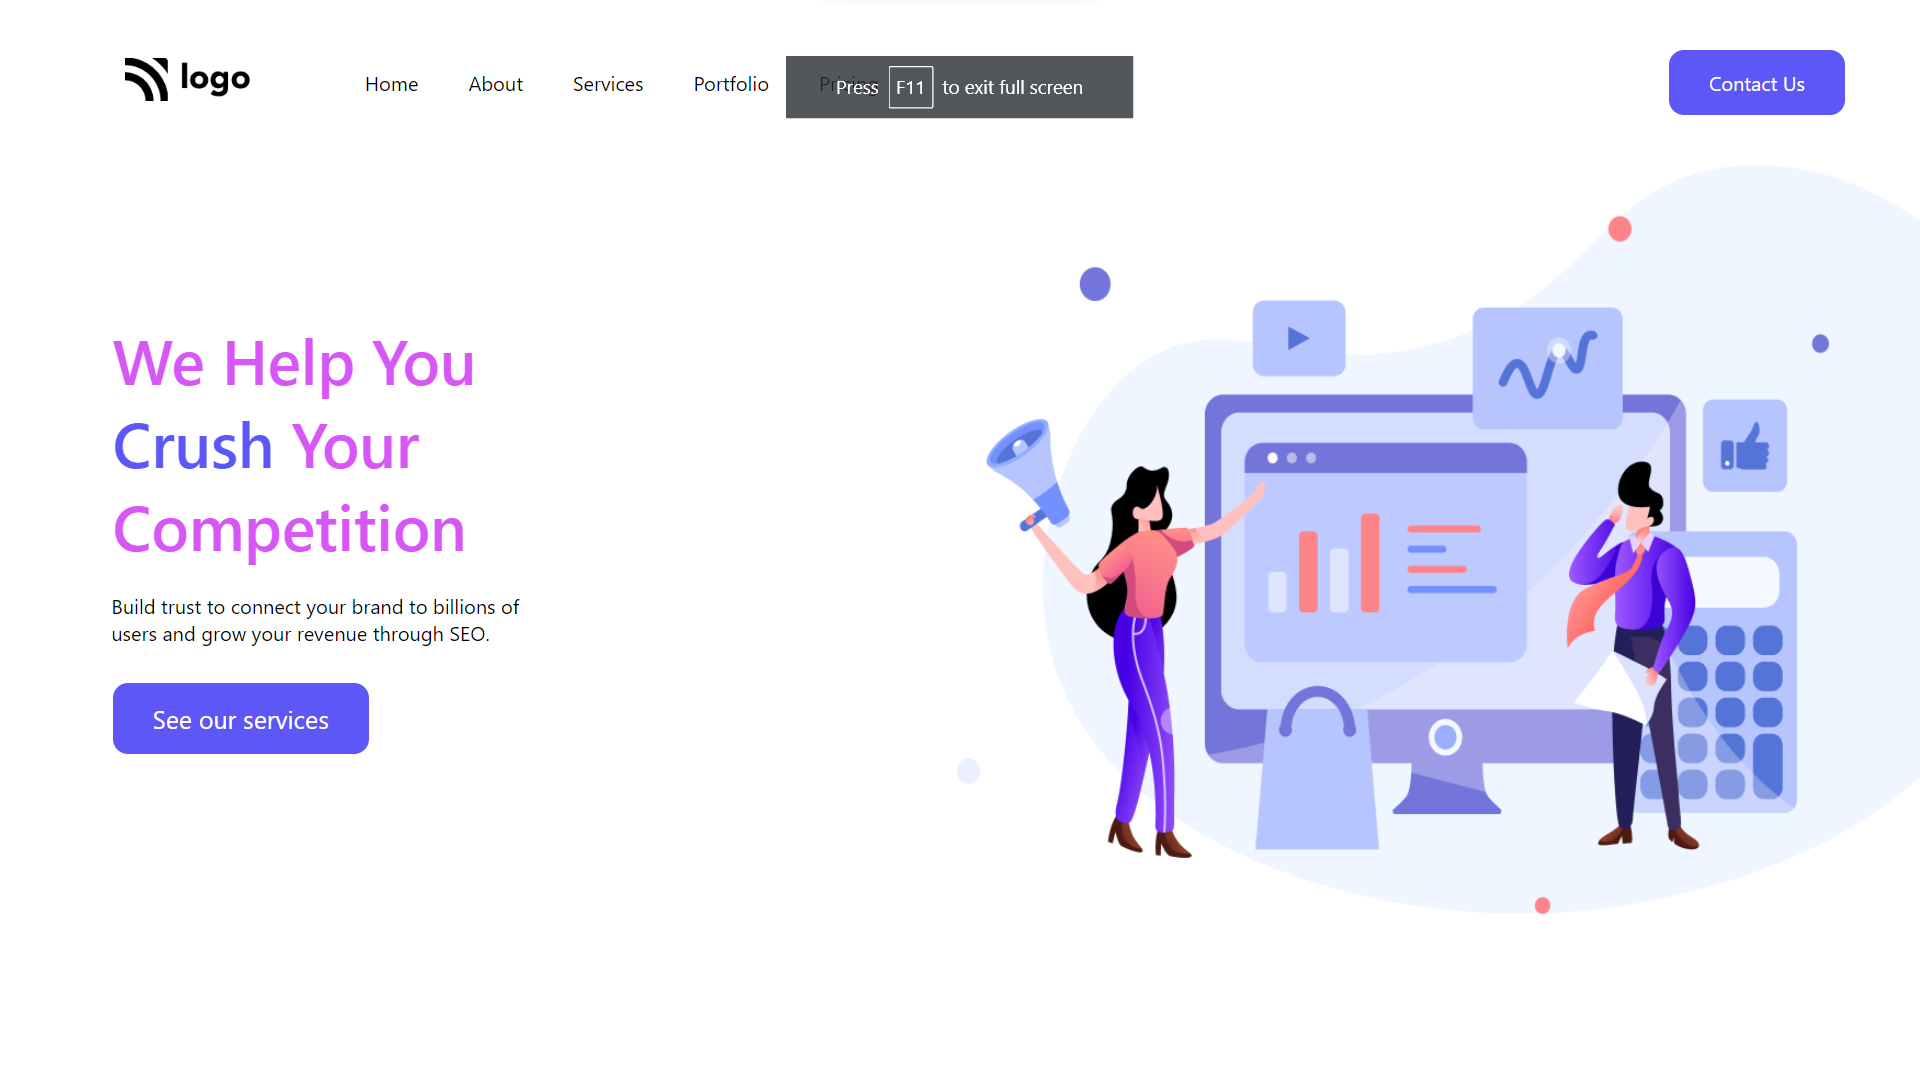 logo
Home
About
Services
Portfolio
Pricing
Press F11 to exit full screen
Contact Us
We Help You
Crush Your
Competition
Build trust to connect your brand to billions of
users and grow your revenue through SEO.
See our services